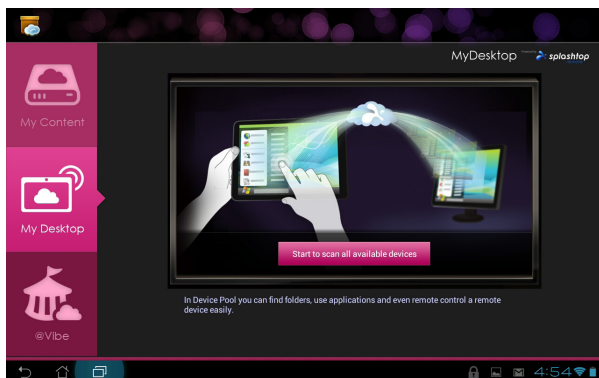 MyDesktop splashtop
My Content
My Desktop
@Vibe
Start to scan all available devices
In Device Pool you can find folders, use applications and even remote control a remote
device easily.
4:54